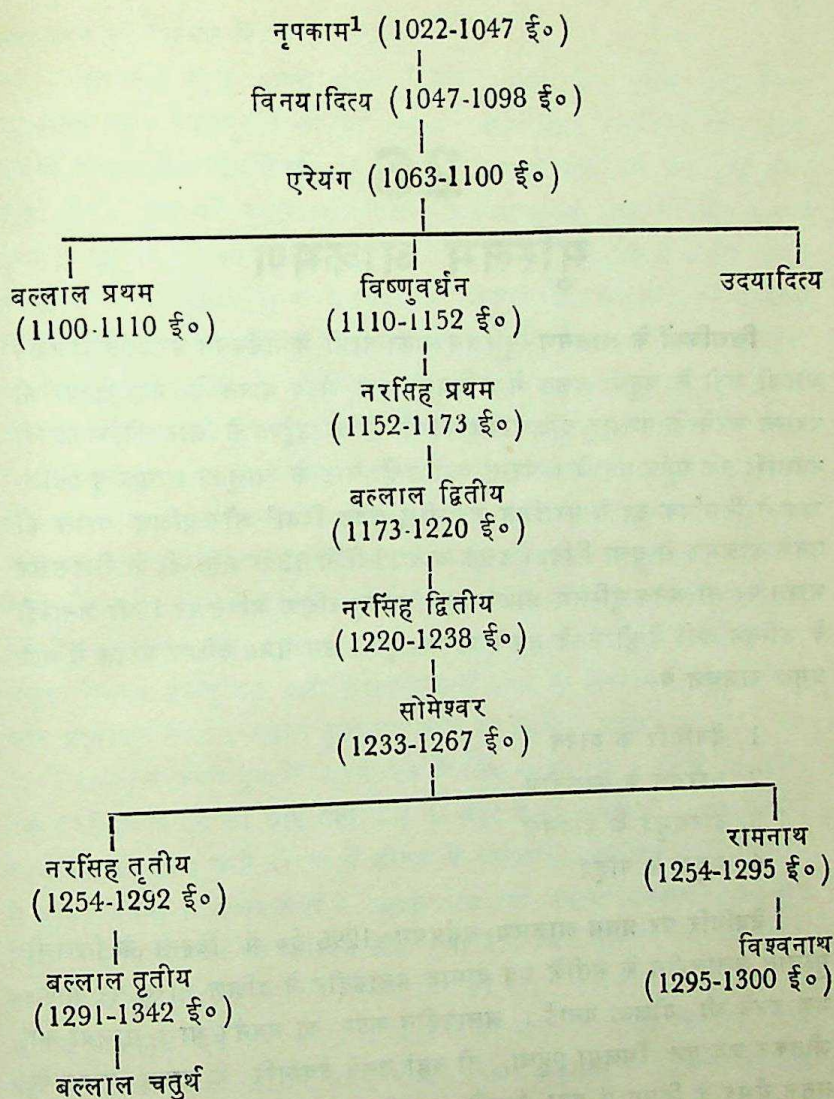 नृपकाम¹ (1022-1047 ई०)
विनयादित्य (1047-1098 ई०)
एरेयंग (1063-1100 ई०)
बल्लाल प्रथम विष्णुवर्धन उदयादित्य
(1100-1110 ई०) (1110-1152 ई०)
नरसिंह प्रथम
(1152-1173 ई०)
बल्लाल द्वितीय
(1173-1220 ई०)
नरसिंह द्वितीय
(1220-1238 ई०)
सोमेश्वर
(1233-1267 ई०)
नरसिंह तृतीय रामनाथ
(1254-1292 ई०) (1254-1295 ई०)
बल्लाल तृतीय विश्वनाथ
(1291-1342 ई०) (1295-1300 ई०)
बल्लाल चतुर्थ